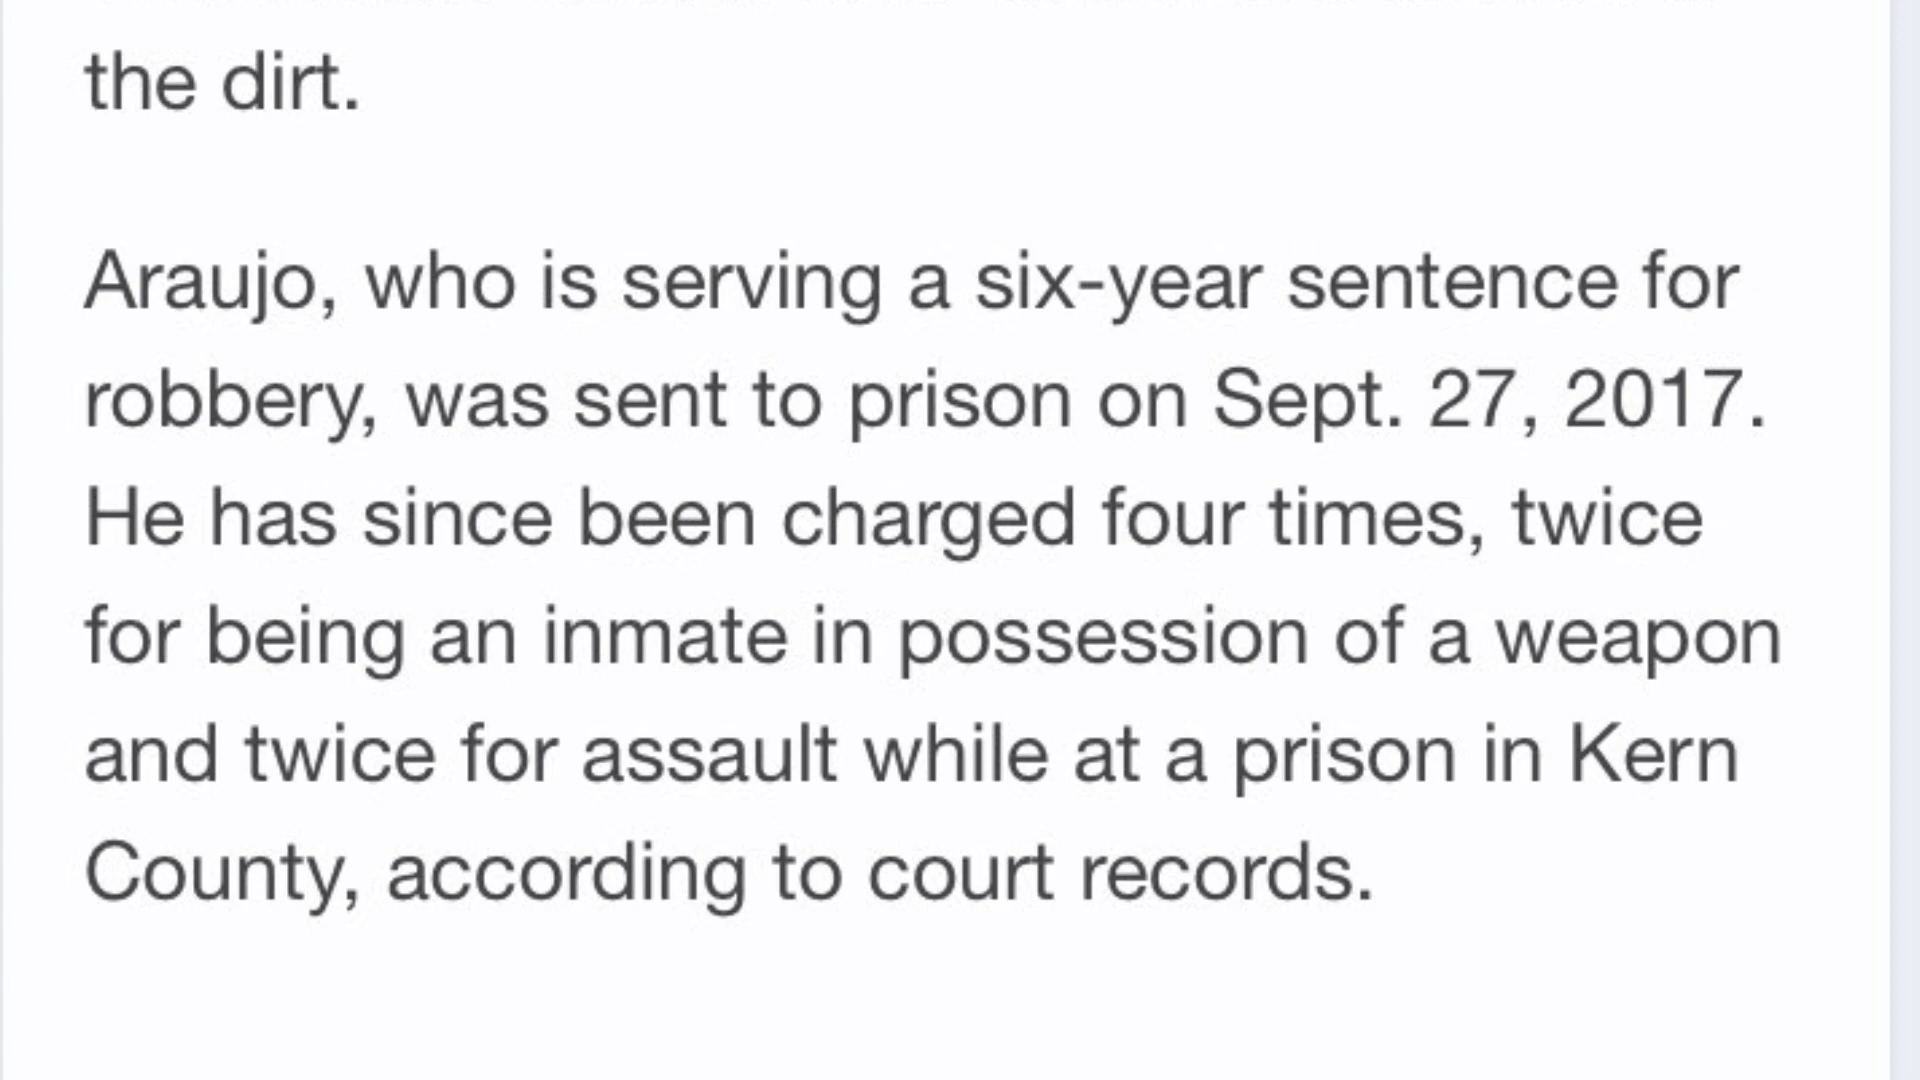 the dirt.
Araujo, who is serving a six-year sentence for
robbery, was sent to prison on Sept. 27, 2017.
He has since been charged four times, twice
for being an inmate in possession of a weapon
and twice for assault while at a prison in Kern
County, according to court records.